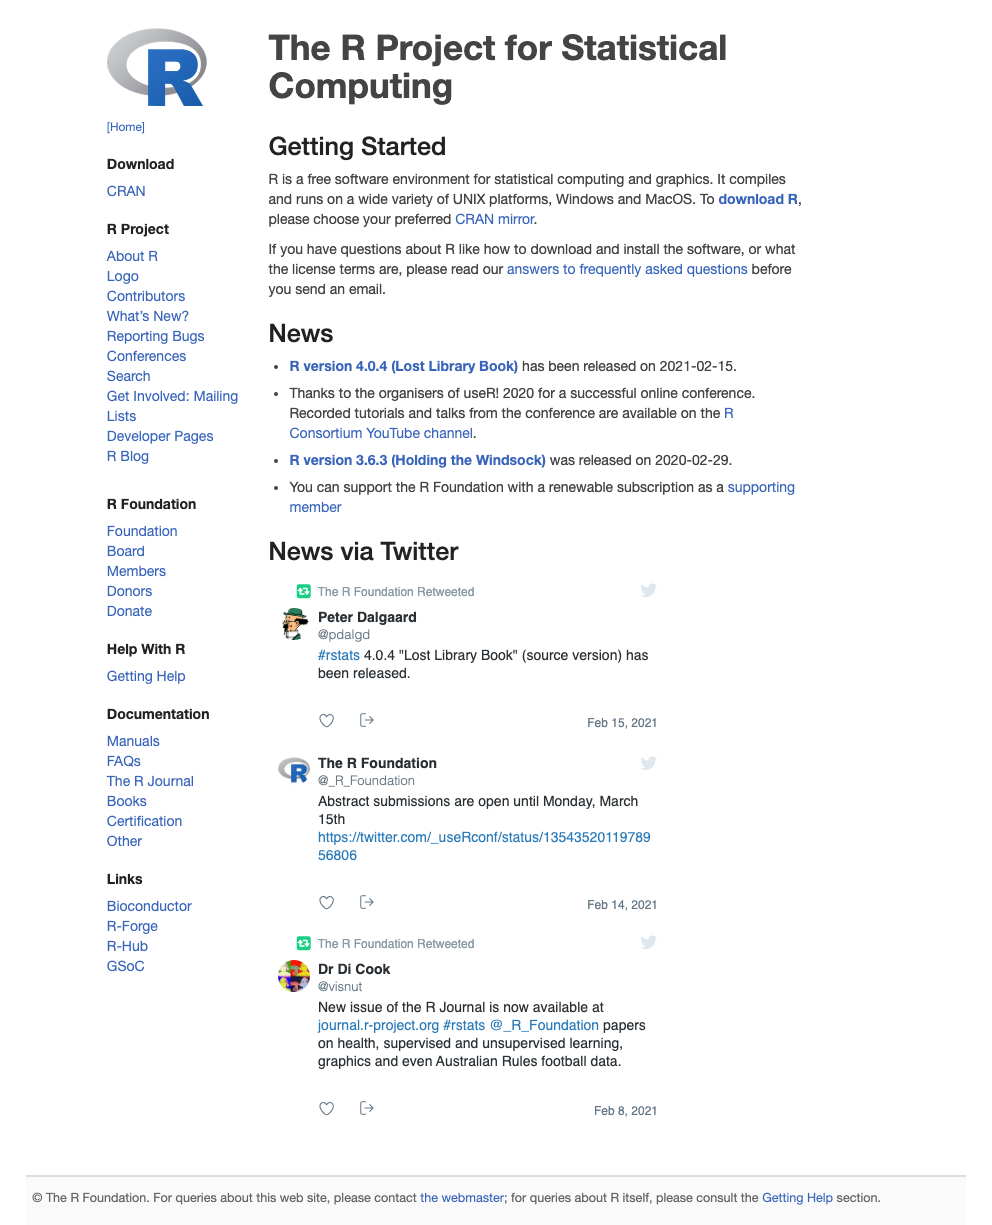 R
[Home]
Download
CRAN
R Project
About R
Logo
Contributors
What's New?
Reporting Bugs
Conferences
Search
Get Involved: Mailing
Lists
Developer Pages
R Blog
R Foundation
Foundation
Board
Members
Donors
Donate
Help With R
Getting Help
Documentation
Manuals
FAQs
The R Journal
Books
Certification
Other
Links
Bioconductor
R-Forge
R-Hub
GSoC
The R Project for Statistical
Computing
Getting Started
R is a free software environment for statistical computing and graphics. It compiles
and runs on a wide variety of UNIX platforms, Windows and MacOS. To download R,
please choose your preferred CRAN mirror.
If you have questions about R like how to download and install the software, or what
the license terms are, please read our answers to frequently asked questions before
you send an email.
News
• R version 4.0.4 (Lost Library Book) has been released on 2021-02-15.
• Thanks to the organisers of useR! 2020 for a successful online conference.
Recorded tutorials and talks from the conference are available on the R
Consortium YouTube channel.
• R version 3.6.3 (Holding the Windsock) was released on 2020-02-29.
• You can support the R Foundation with a renewable subscription as a supporting
member
News via Twitter
The R Foundation Retweeted
Peter Dalgaard
@pdalgd
#rstats 4.0.4 "Lost Library Book" (source version) has
been released.
Feb 15, 2021
R
The R Foundation
@_R_Foundation
Abstract submissions are open until Monday, March
15th
https://twitter.com/_useRconf/status/13543520119789
56806
Feb 14, 2021
The R Foundation Retweeted
Dr Di Cook
@visnut
New issue of the R Journal is now available at
journal.r-project.org #rstats @_R_Foundation papers
on health, supervised and unsupervised learning,
graphics and even Australian Rules football data.
Feb 8, 2021
© The R Foundation. For queries about this web site, please contact the webmaster; for queries about R itself, please consult the Getting Help section.